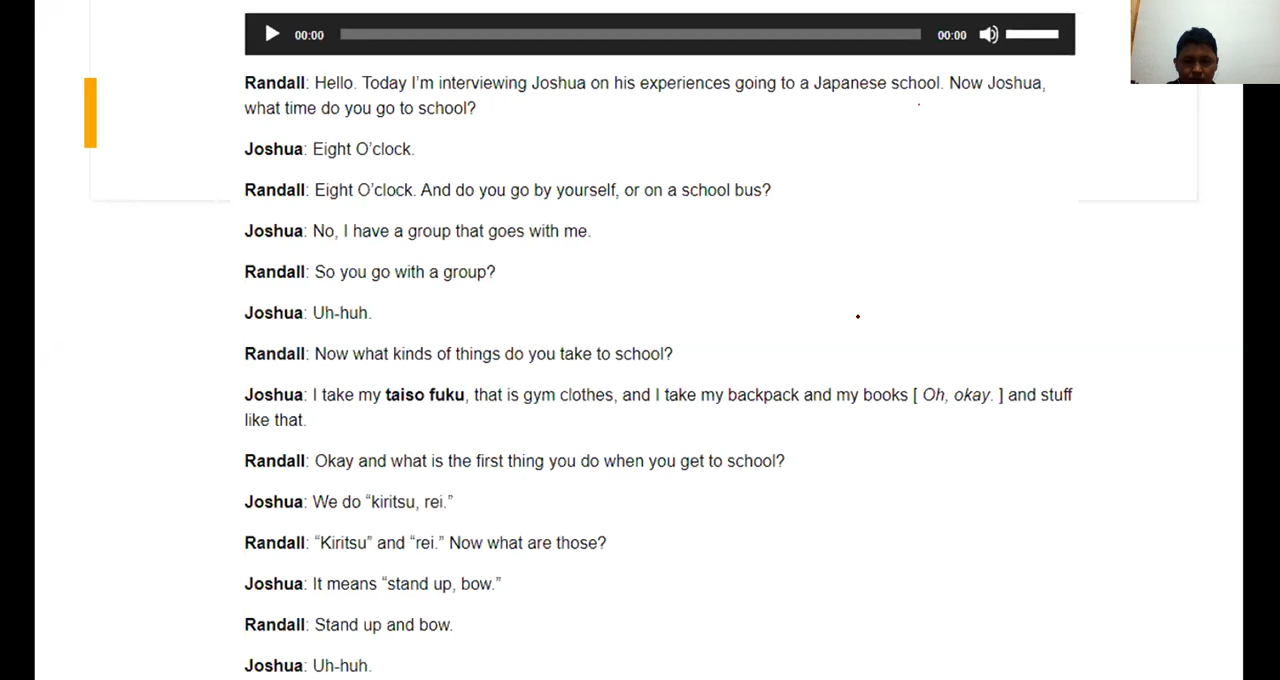 00:00 00:00
Randall: Hello. Today I’m interviewing Joshua on his experiences going to a Japanese school. Now Joshua,
what time do you go to school?
Joshua: Eight O’clock.
Randall: Eight O’clock. And do you go by yourself, or on a school bus?
Joshua: No, I have a group that goes with me.
Randall: So you go with a group?
Joshua: Uh-huh.
Randall: Now what kinds of things do you take to school?
Joshua: I take my taiso fuku, that is gym clothes, and I take my backpack and my books [ Oh, okay. ] and stuff
like that.
Randall: Okay and what is the first thing you do when you get to school?
Joshua: We do “kiritsu, rei.”
Randall: “Kiritsu” and “rei.” Now what are those?
Joshua: It means “stand up, bow.”
Randall: Stand up and bow.
Joshua: Uh-huh.